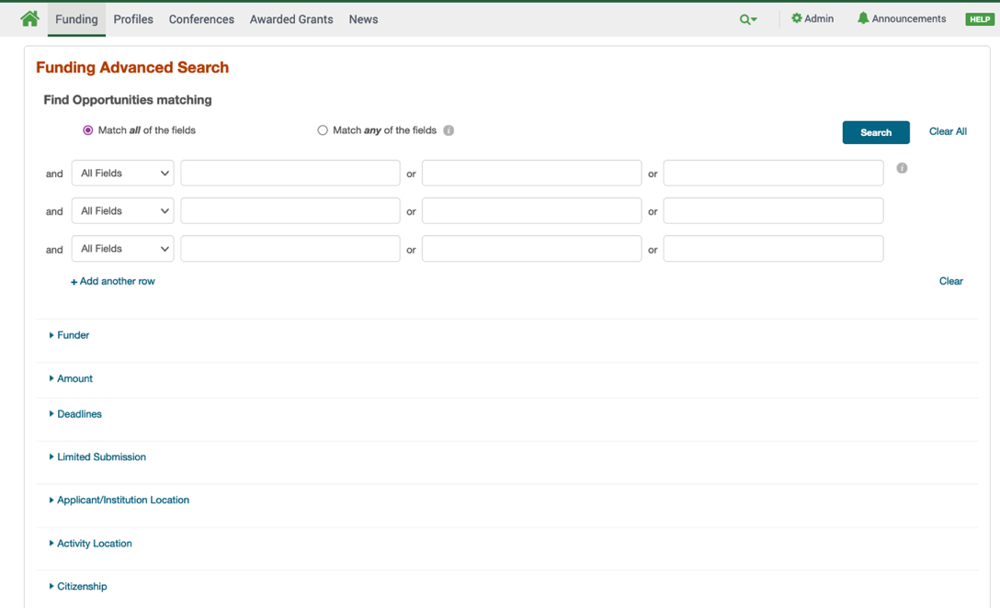 Funding Profiles Conferences Awarded Grants News Admin Announcements HELP
Funding Advanced Search
Find Opportunities matching
Match all of the fields Match any of the fields i Search Clear All
and All Fields or or i
and All Fields or or
and All Fields or or
+ Add another row Clear
Funder
Amount
Deadlines
Limited Submission
Applicant/Institution Location
Activity Location
Citizenship